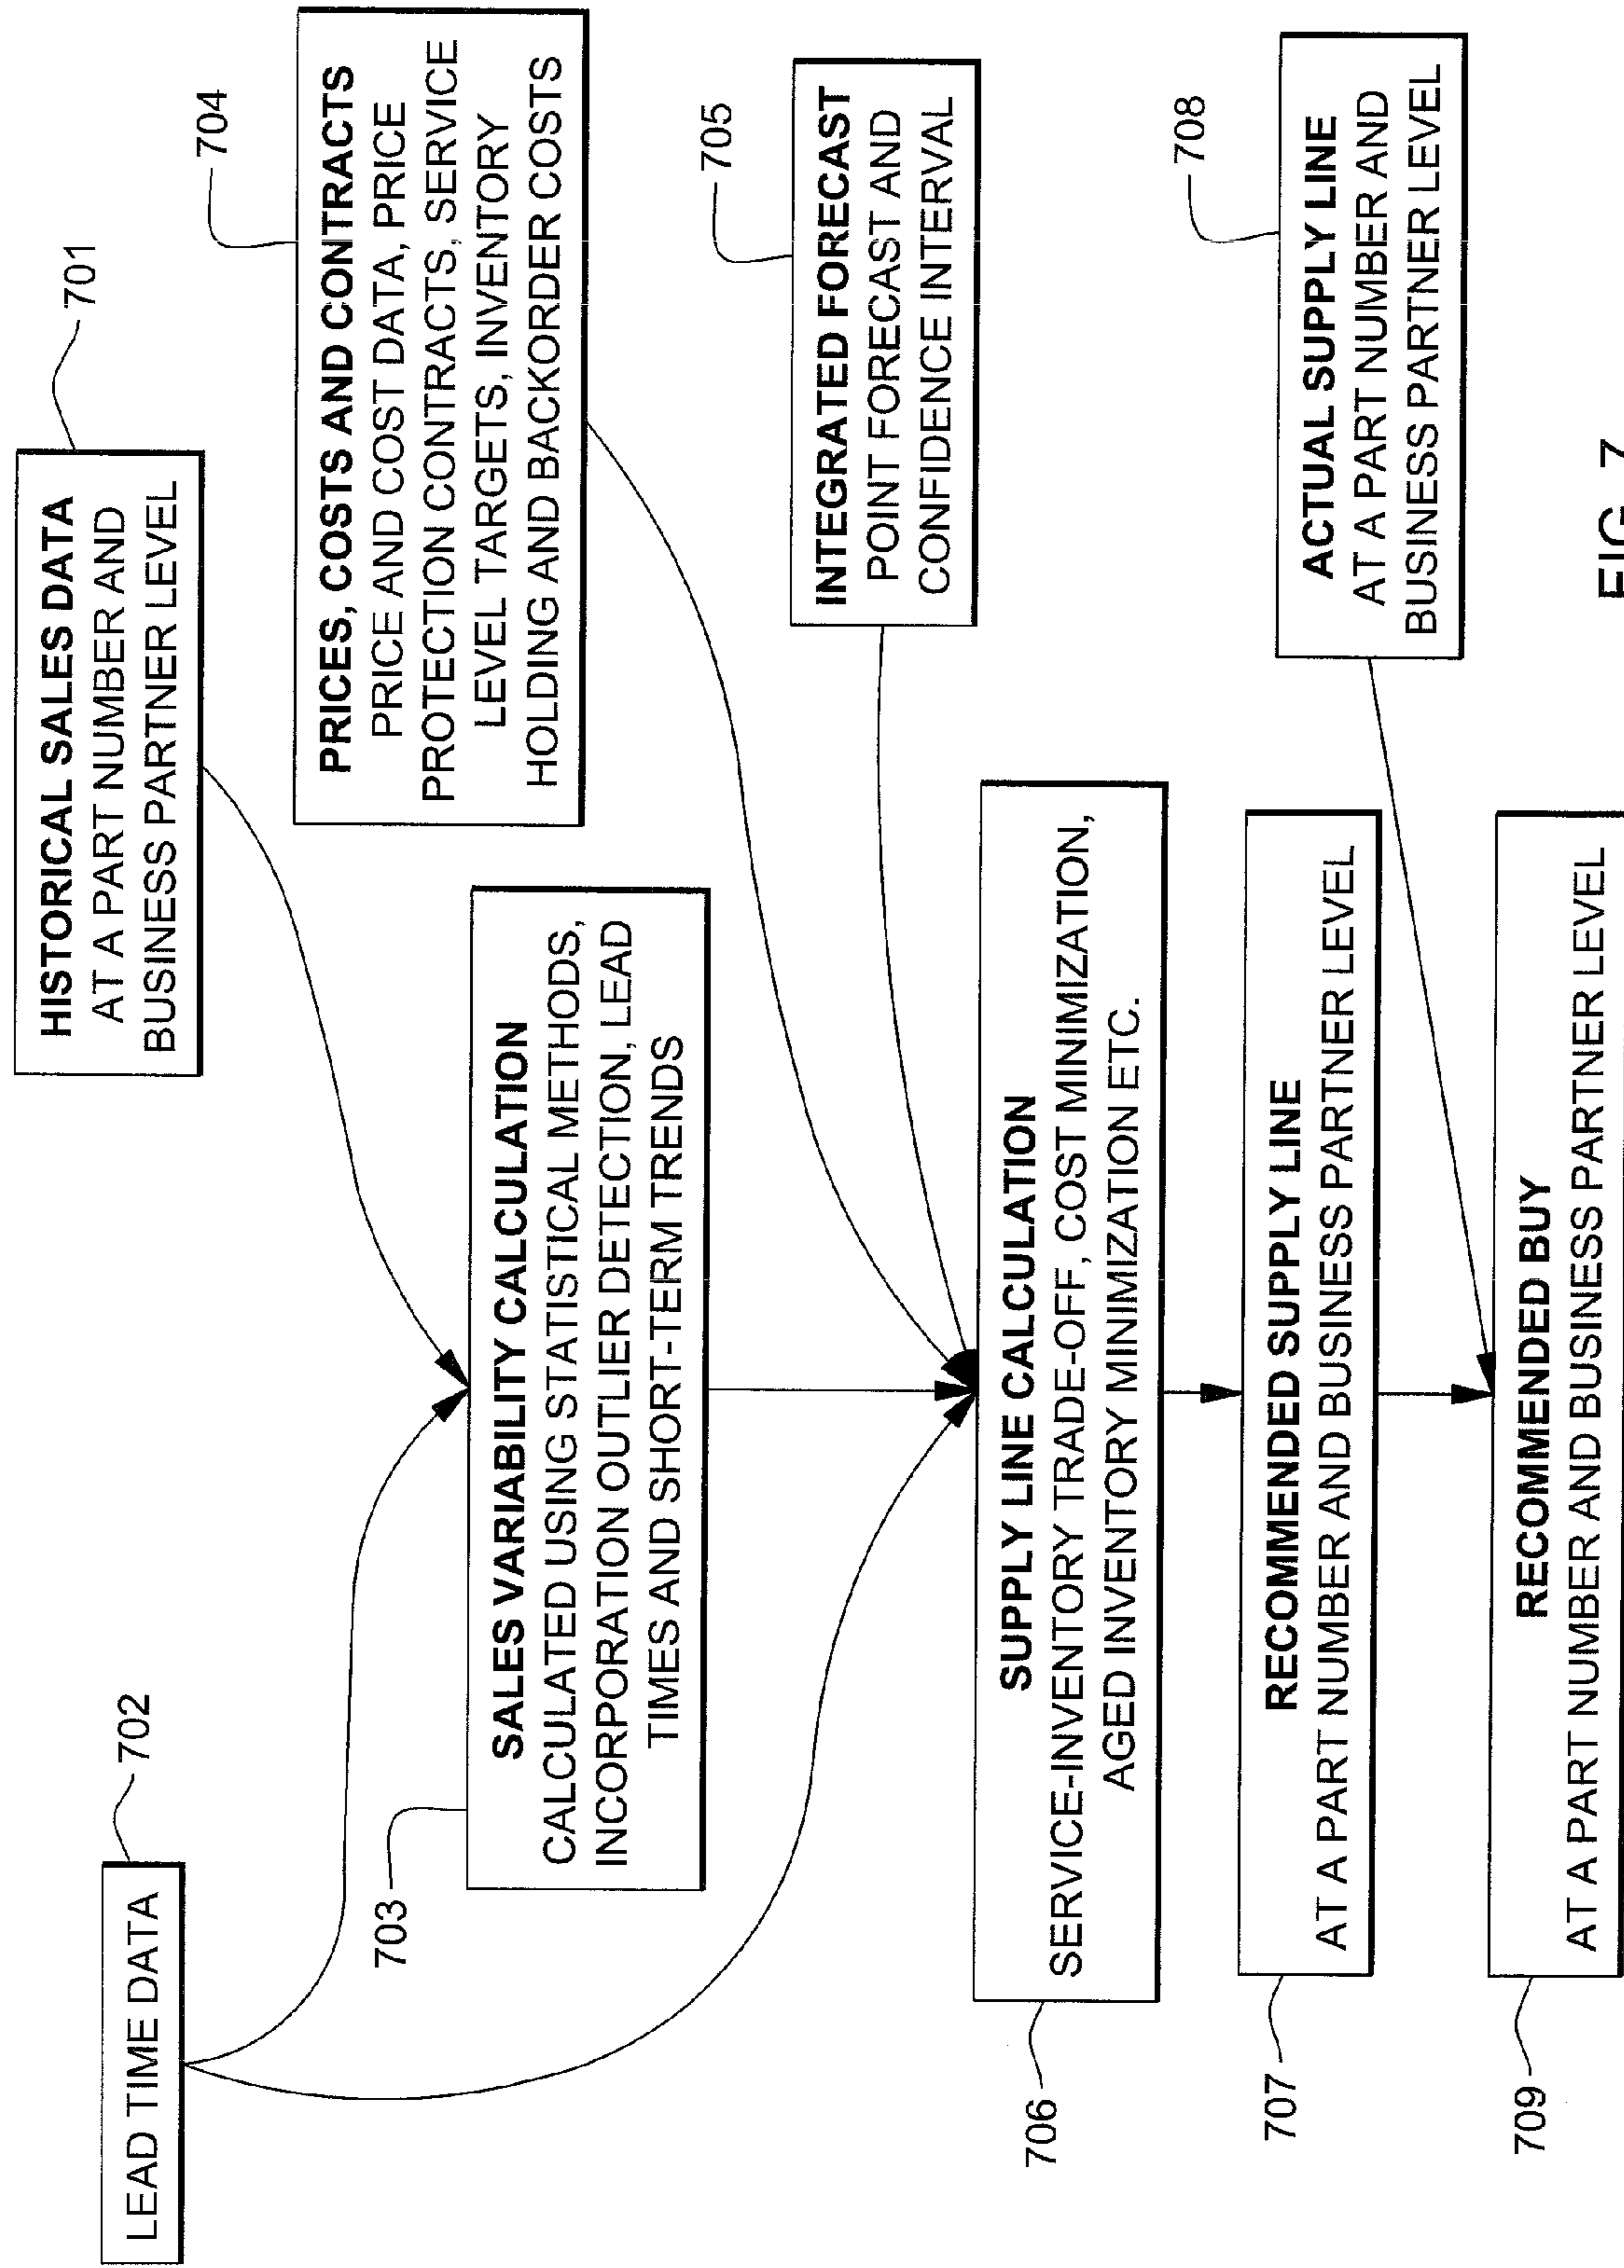 HISTORICAL SALES DATA
AT A PART NUMBER AND
BUSINESS PARTNER LEVEL
701
LEAD TIME DATA
702
PRICES, COSTS AND CONTRACTS
PRICE AND COST DATA, PRICE
PROTECTION CONTRACTS, SERVICE
LEVEL TARGETS, INVENTORY
HOLDING AND BACKORDER COSTS
704
703
SALES VARIABILITY CALCULATION
CALCULATED USING STATISTICAL METHODS,
INCORPORATION OUTLIER DETECTION, LEAD
TIMES AND SHORT-TERM TRENDS
705
INTEGRATED FORECAST
POINT FORECAST AND
CONFIDENCE INTERVAL
706
SUPPLY LINE CALCULATION
SERVICE-INVENTORY TRADE-OFF, COST MINIMIZATION,
AGED INVENTORY MINIMIZATION ETC.
707
RECOMMENDED SUPPLY LINE
AT A PART NUMBER AND BUSINESS PARTNER LEVEL
708
ACTUAL SUPPLY LINE
AT A PART NUMBER AND
BUSINESS PARTNER LEVEL
709
RECOMMENDED BUY
AT A PART NUMBER AND BUSINESS PARTNER LEVEL
FIG. 7